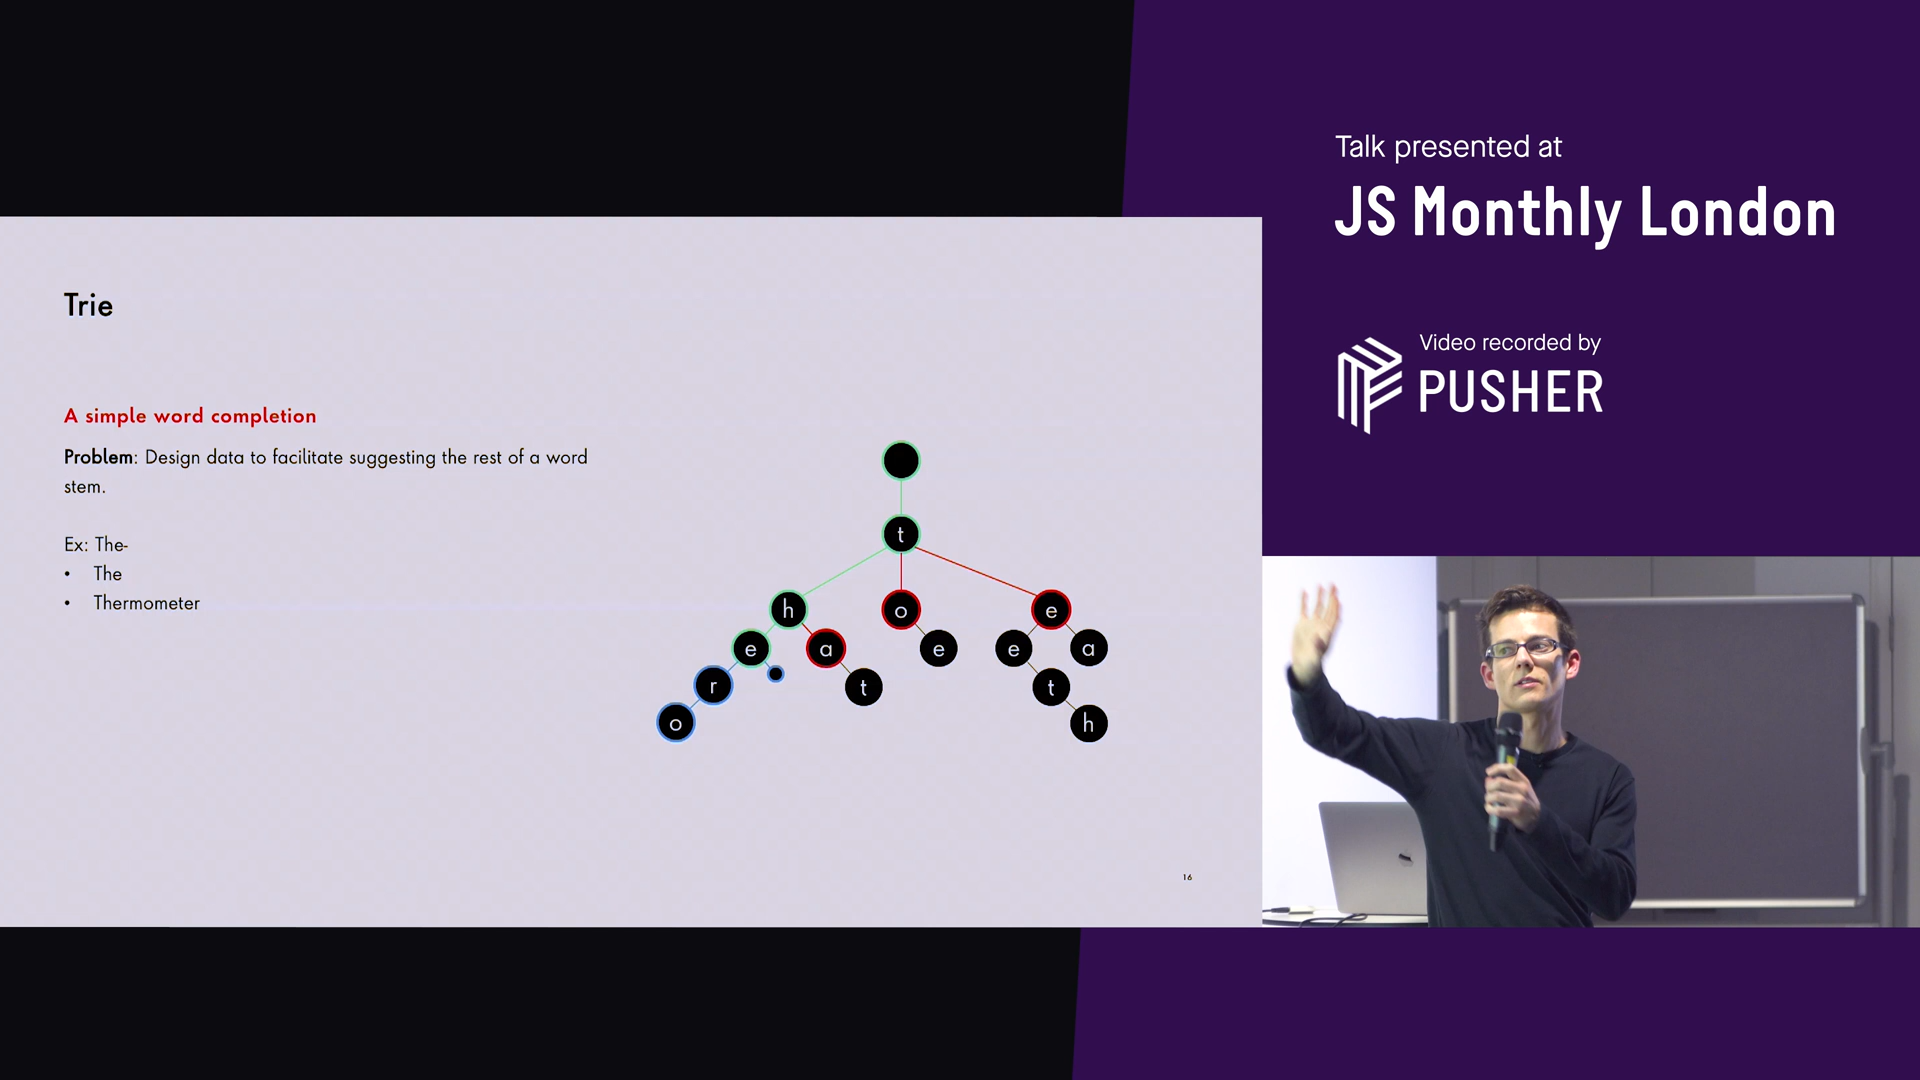 Talk presented at
JS Monthly London
Video recorded by
PUSHER
Trie
A simple word completion
Problem: Design data to facilitate suggesting the rest of a word
stem.
Ex: The-
• The
• Thermometer
t
h o e
e a e e a
r t t
o h
16